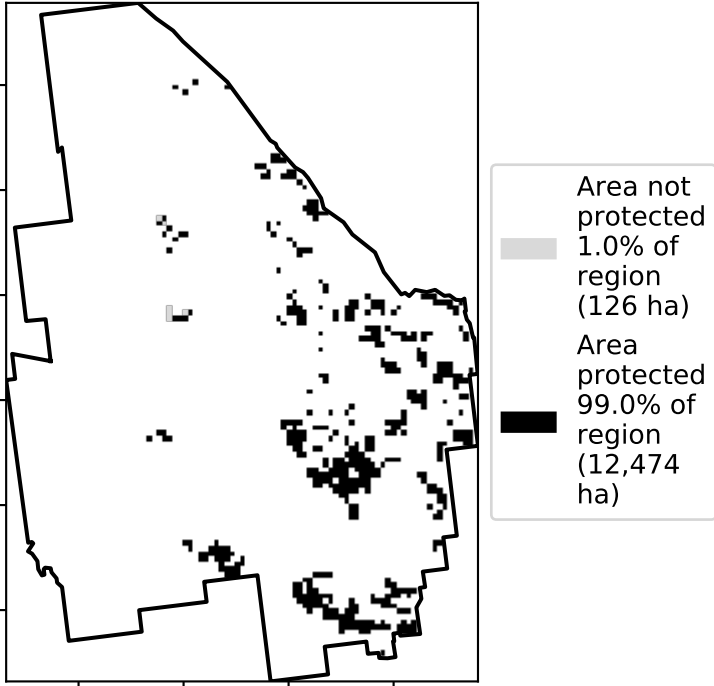 Area not
protected
1.0% of
region
(126 ha)
Area
protected
99.0% of
region
(12,474
ha)